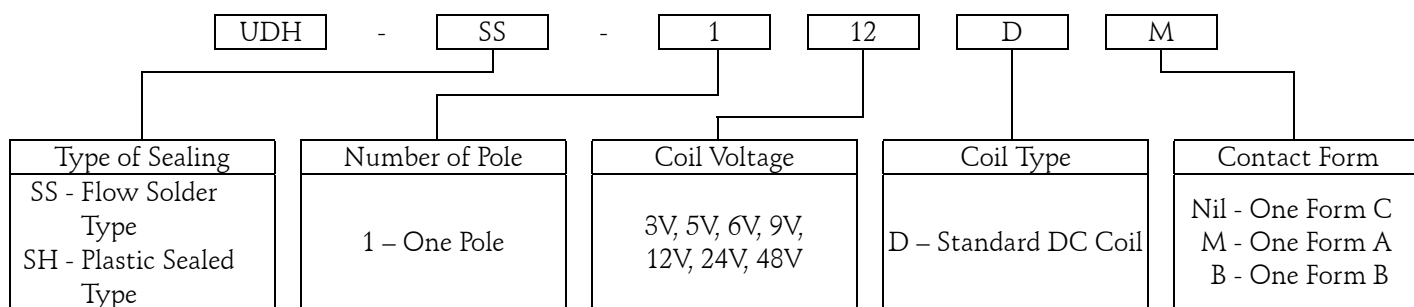 UDH - SS - 1 12 D M
Type of Sealing
SS - Flow Solder
Type
SH - Plastic Sealed
Type
Number of Pole
1 – One Pole
Coil Voltage
3V, 5V, 6V, 9V,
12V, 24V, 48V
Coil Type
D – Standard DC Coil
Contact Form
Nil - One Form C
M - One Form A
B - One Form B